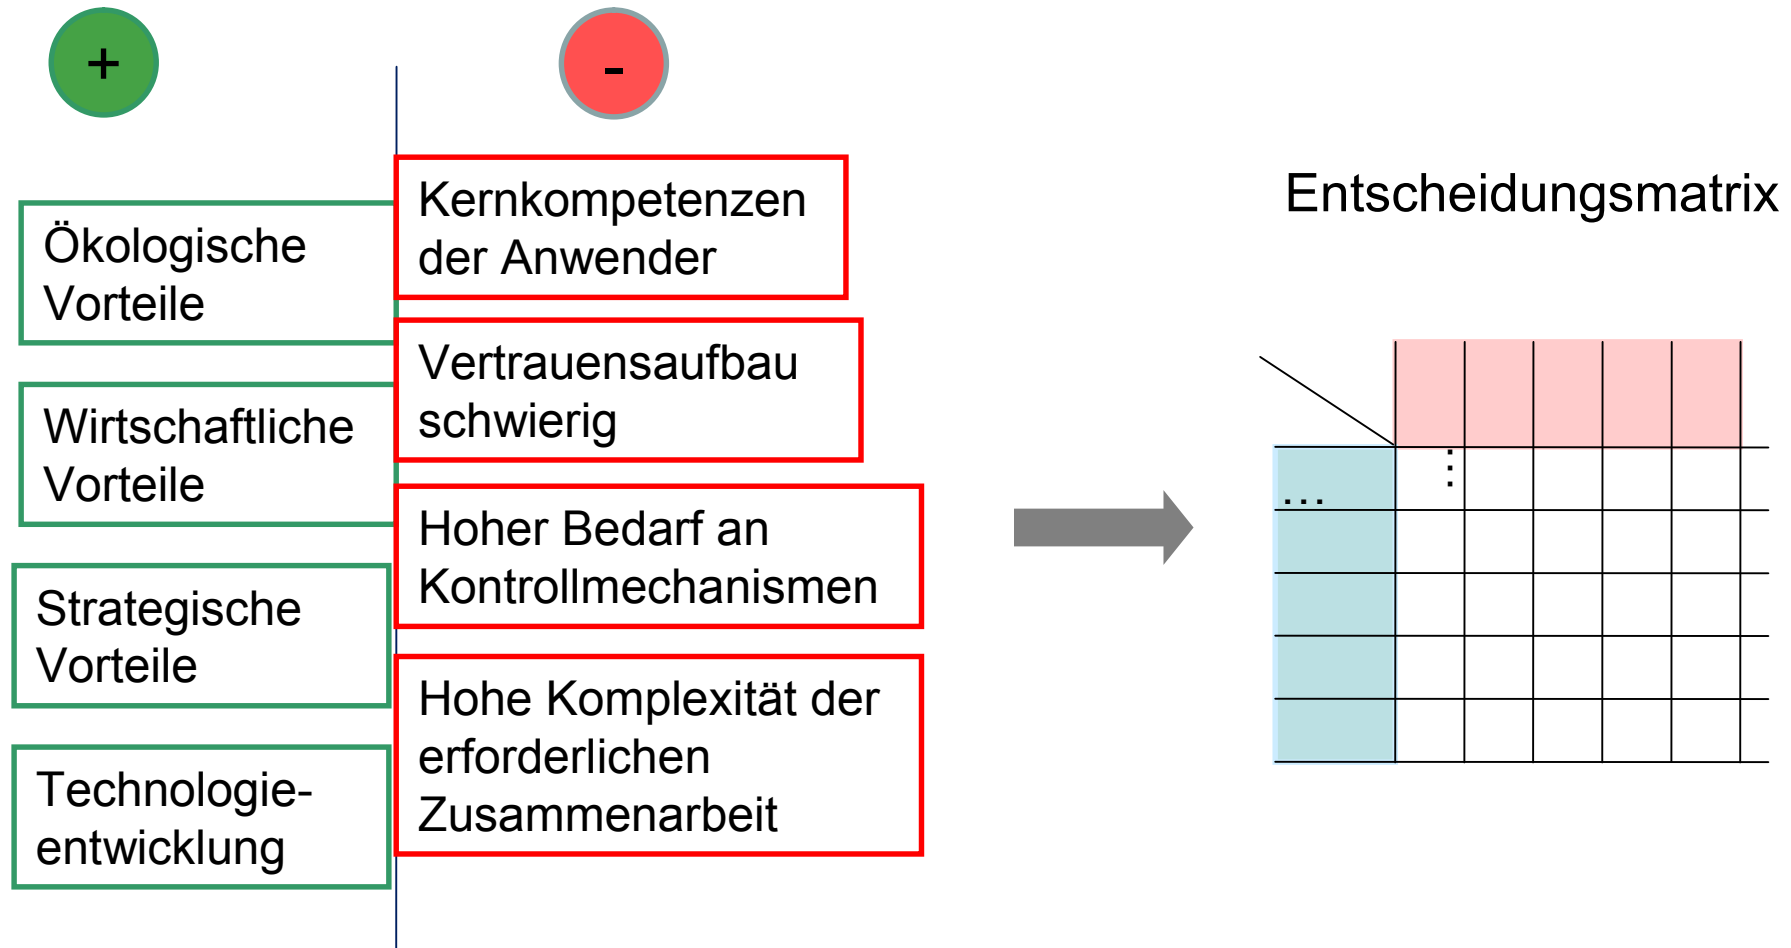 +
-
Ökologische
Vorteile
Wirtschaftliche
Vorteile
Strategische
Vorteile
Technologie-
entwicklung
Kernkompetenzen
der Anwender
Vertrauensaufbau
schwierig
Hoher Bedarf an
Kontrollmechanismen
Hohe Komplexität der
erforderlichen
Zusammenarbeit
Entscheidungsmatrix
...
...